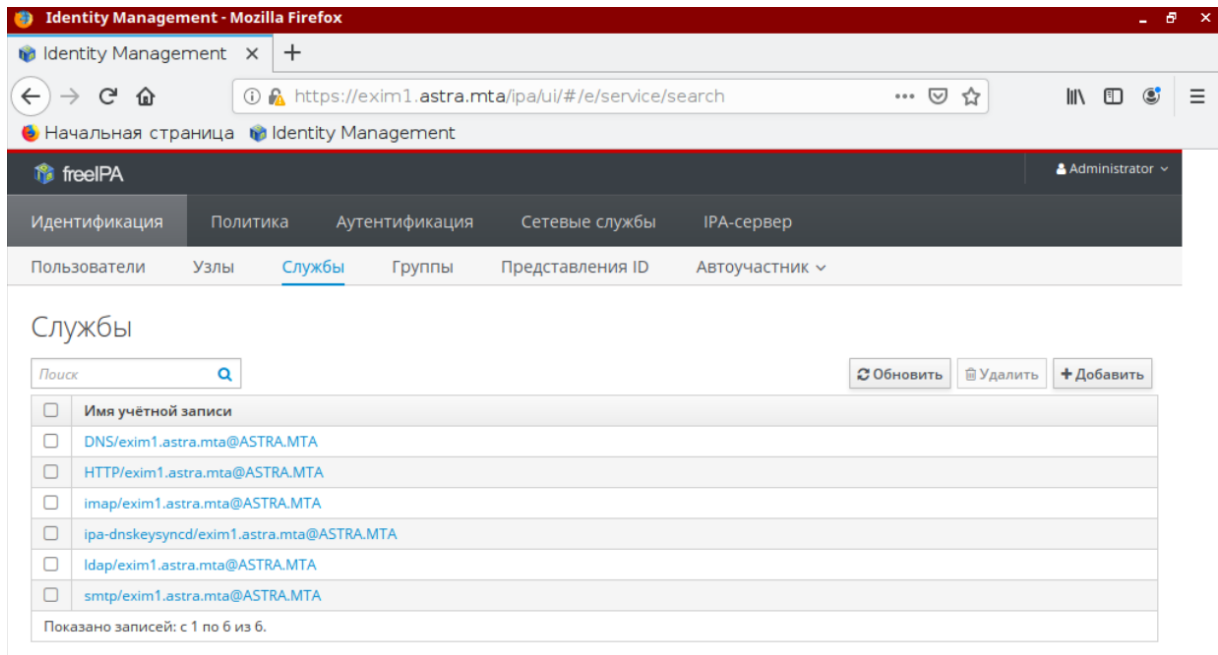 Identity Management - Mozilla Firefox
Identity Management
https://exim1.astra.mta/ipa/ui/#/e/service/search
Начальная страница Identity Management
freeIPA Administrator
Идентификация Политика Аутентификация Сетевые службы IPA-сервер
Пользователи Узлы Службы Группы Представления ID Автоучастник
Службы
Поиск Обновить Удалить Добавить
Имя учётной записи
DNS/exim1.astra.mta@ASTRA.MTA
HTTP/exim1.astra.mta@ASTRA.MTA
imap/exim1.astra.mta@ASTRA.MTA
ipa-dnskeysyncd/exim1.astra.mta@ASTRA.MTA
ldap/exim1.astra.mta@ASTRA.MTA
smtp/exim1.astra.mta@ASTRA.MTA
Показано записей: с 1 по 6 из 6.